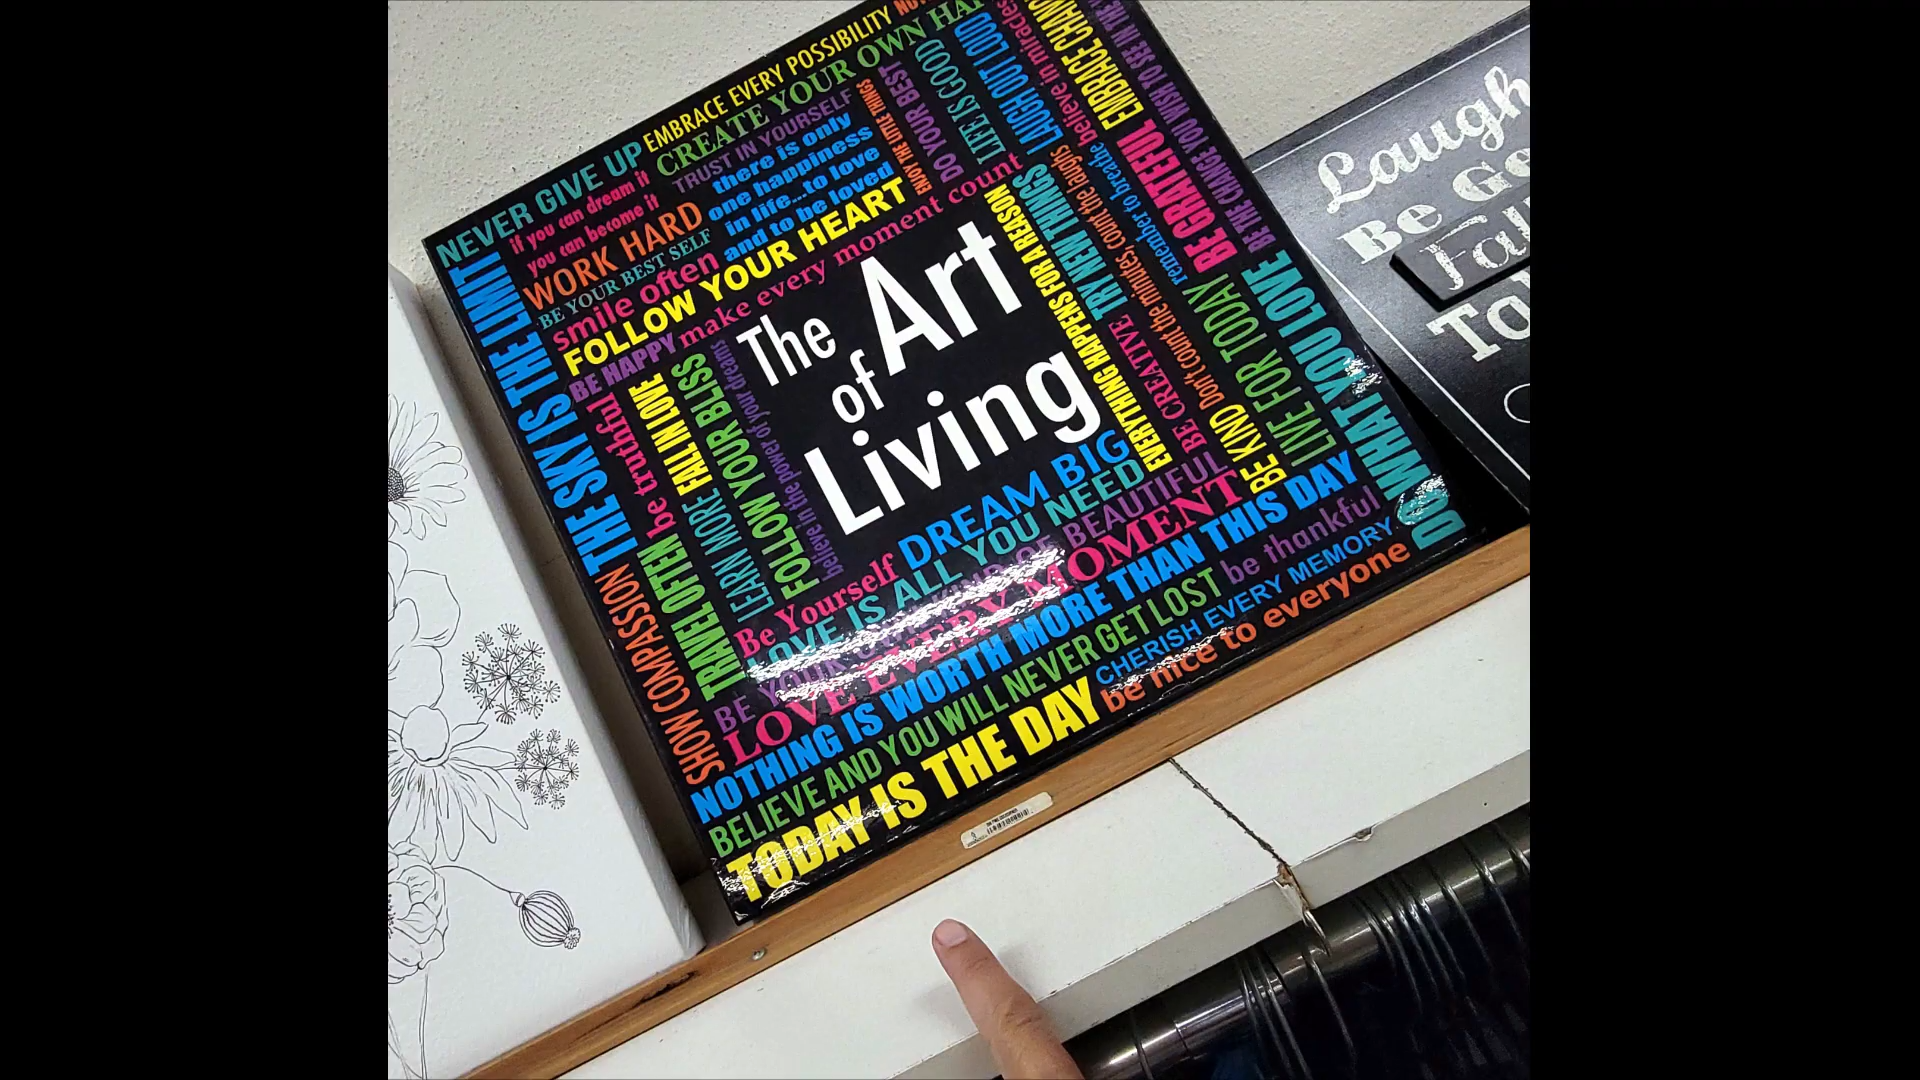 EMBRACE EVERY POSSIBILITY
NEVER GIVE UP
CREATE YOUR OWN
if you can dream it
you can become it
TRUST IN YOURSELF
WORK HARD
BE YOUR BEST SELF
there is only
one happiness
in life...to love
and to be loved
smile often
FOLLOW YOUR HEART
BE HAPPY
make every moment count
ENJOY THE LITTLE THINGS
DO YOUR BEST
LIFE IS GOOD
LAUGH OUT LOUD
believe in miracles
EMBRACE
BE THE CHANGE YOU WISH TO SEE IN THE
BE GRATEFUL
remember to breathe
Don't count the minutes, count the laughs
TRY NEW THINGS
EVERYTHING HAPPENS FOR A REASON
BE CREATIVE
BE KIND
LIVE FOR TODAY
DO WHAT YOU LOVE
THE SKY IS THE LIMIT
SHOW COMPASSION
be truthful
TRAVEL OFTEN
FALL IN LOVE
LEARN MORE
FOLLOW YOUR BLISS
believe in the power of your dreams
The
Art
of
Living
Be Yourself
DREAM BIG
LOVE IS ALL YOU NEED
BE YOUR OWN KIND OF BEAUTIFUL
LOVE EVERY MOMENT
NOTHING IS WORTH MORE THAN THIS DAY
BELIEVE AND YOU WILL NEVER GET LOST
be thankful
CHERISH EVERY MEMORY
TODAY IS THE DAY
be nice to everyone
Laugh
Be